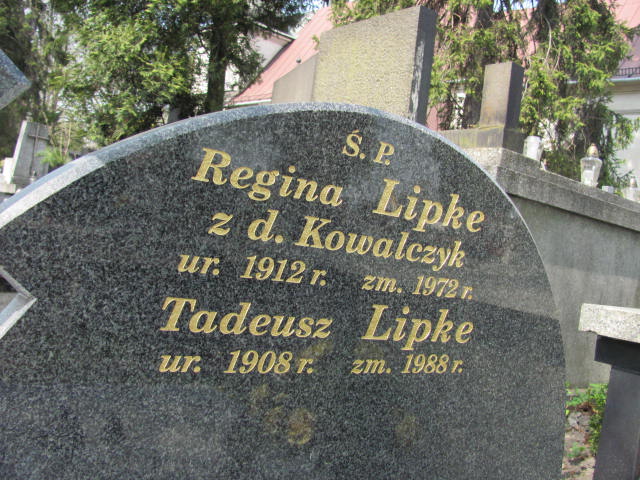 Ś. P.
Regina Lipke
z d. Kowalczyk
ur. 1912 r. zm. 1972 r.
Tadeusz Lipke
ur. 1908 r. zm. 1988 r.